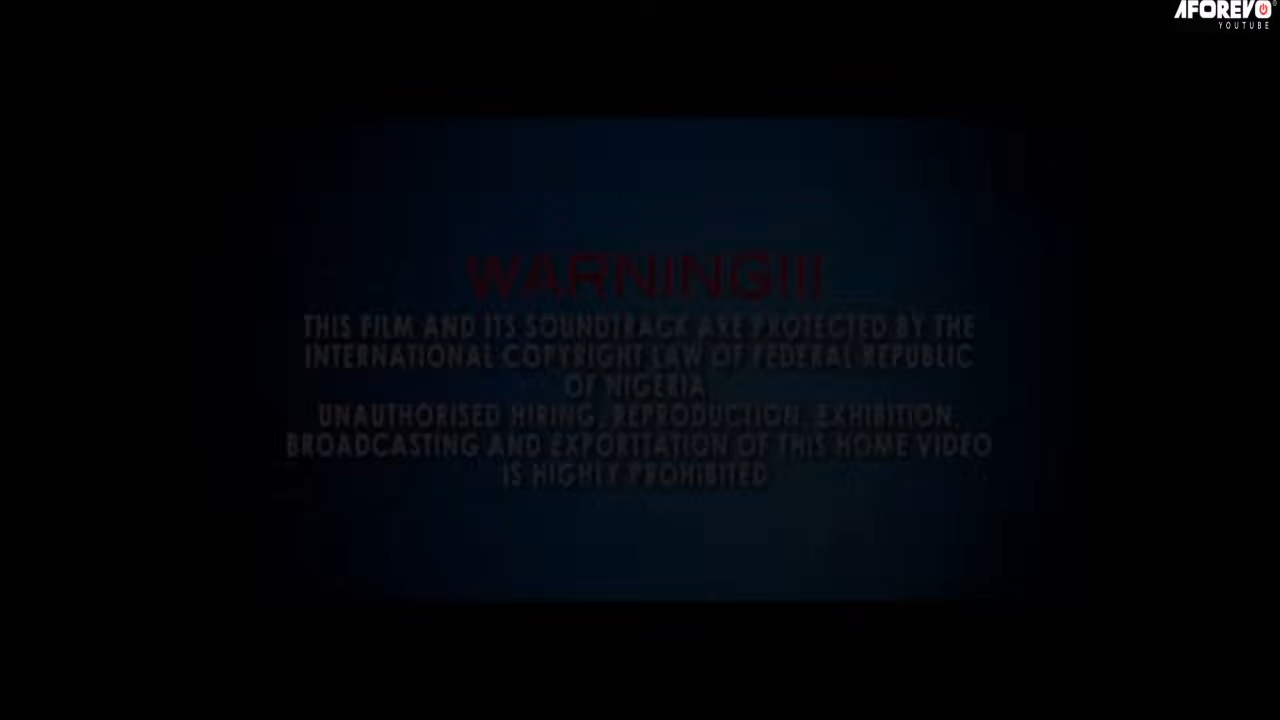 AFOREVO
YOUTUBE
WARNING!!!
THIS FILM AND ITS SOUNDTRACK ARE PROTECTED BY THE
INTERNATIONAL COPYRIGHT LAW OF FEDERAL REPUBLIC
OF NIGERIA
UNAUTHORISED HIRING, REPRODUCTION, EXHIBITION,
BROADCASTING AND EXPORTTATION OF THIS HOME VIDEO
IS HIGHLY PROHIBITED